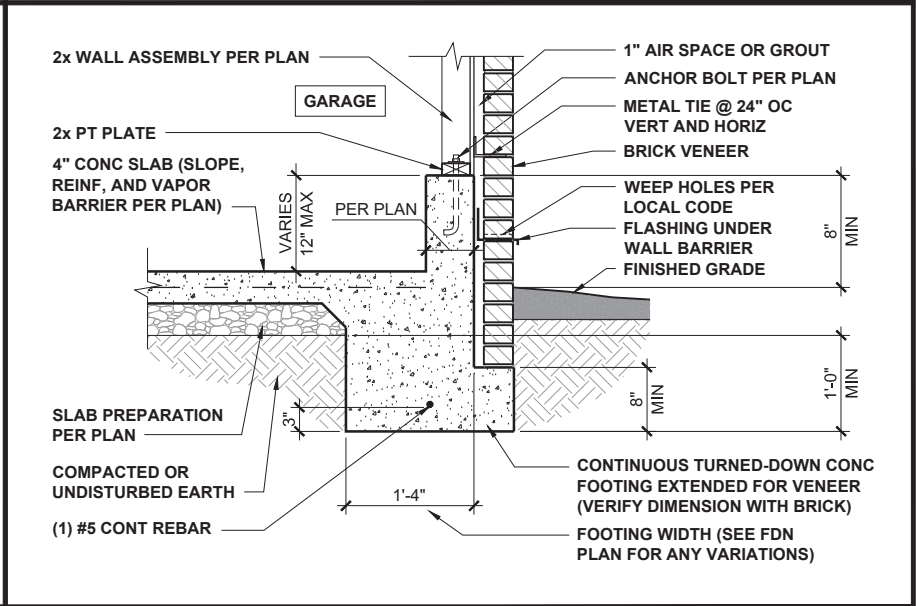 2x WALL ASSEMBLY PER PLAN
GARAGE
2x PT PLATE
4" CONC SLAB (SLOPE,
REINF, AND VAPOR
BARRIER PER PLAN)
VARIES
12" MAX
PER PLAN
1" AIR SPACE OR GROUT
ANCHOR BOLT PER PLAN
METAL TIE @ 24" OC
VERT AND HORIZ
BRICK VENEER
WEEP HOLES PER
LOCAL CODE
FLASHING UNDER
WALL BARRIER
FINISHED GRADE
8"
MIN
1'-0"
MIN
8"
MIN
3"
SLAB PREPARATION
PER PLAN
COMPACTED OR
UNDISTURBED EARTH
(1) #5 CONT REBAR
1'-4"
CONTINUOUS TURNED-DOWN CONC
FOOTING EXTENDED FOR VENEER
(VERIFY DIMENSION WITH BRICK)
FOOTING WIDTH (SEE FDN
PLAN FOR ANY VARIATIONS)